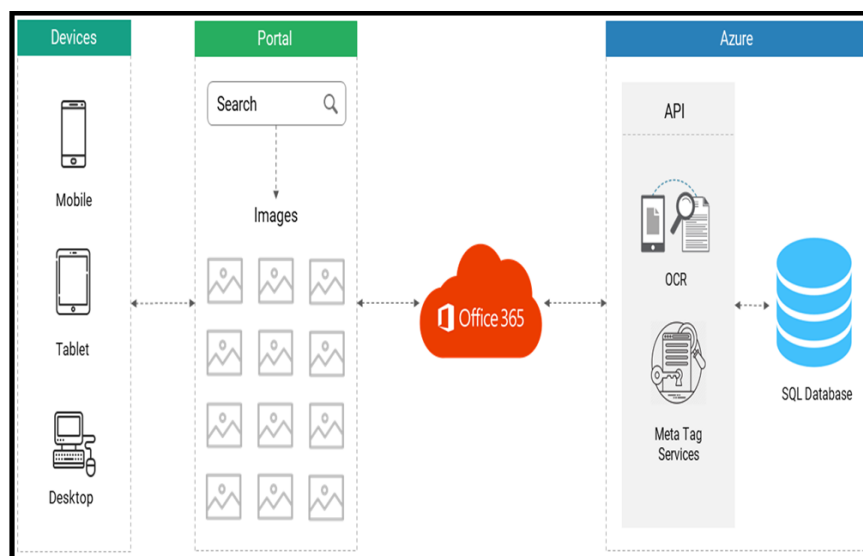 Devices
Portal
Azure
Search
API
Mobile
Images
OCR
Office 365
Tablet
SQL Database
Meta Tag
Services
Desktop